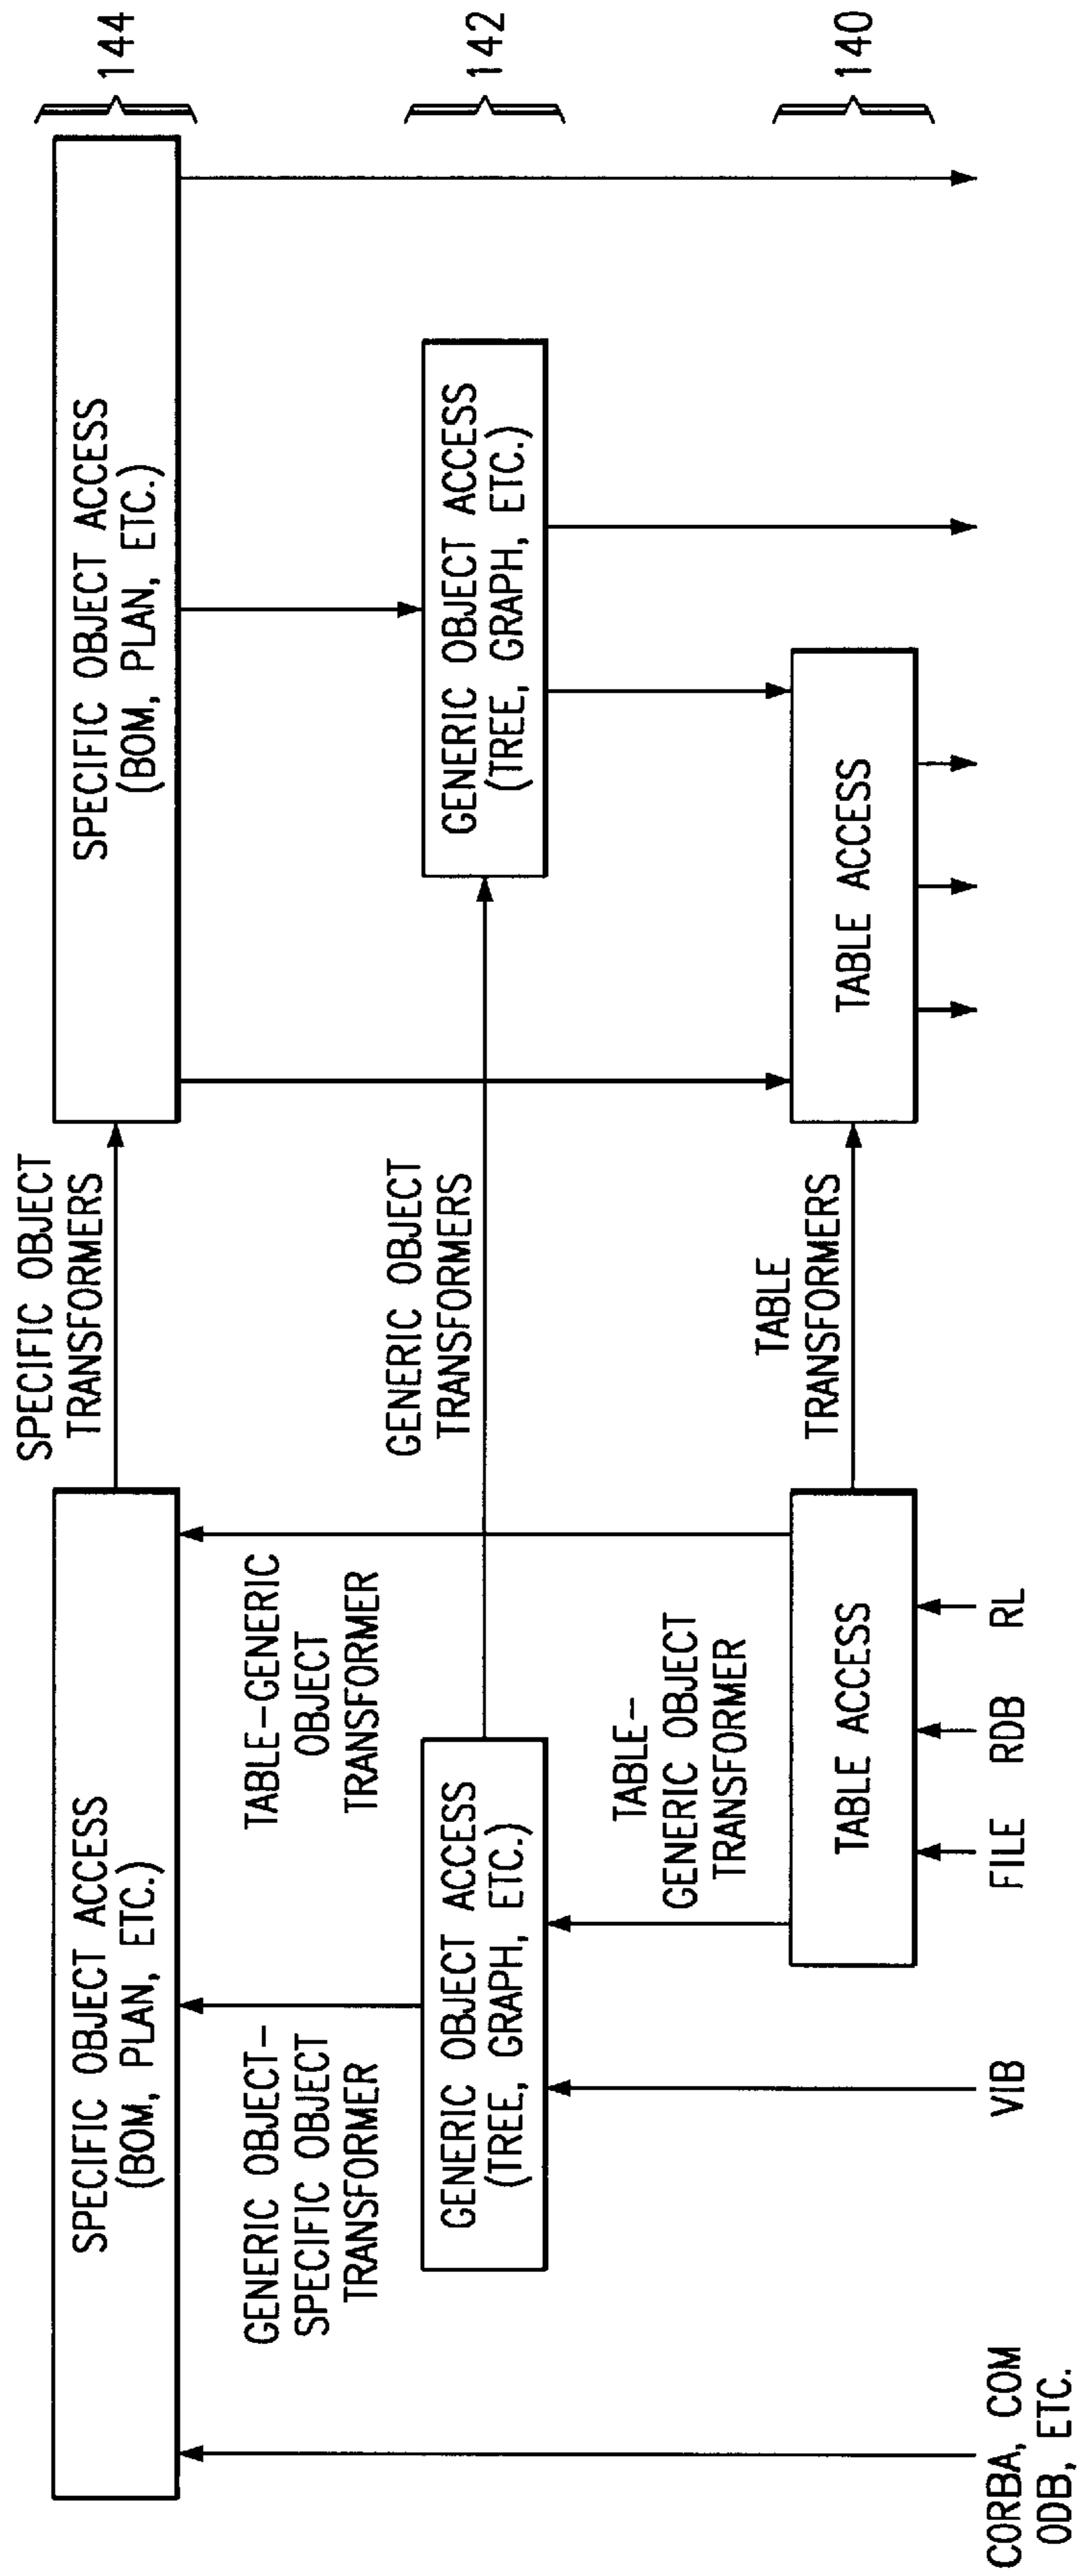 SPECIFIC OBJECT ACCESS
(BOM, PLAN, ETC.)
SPECIFIC OBJECT
TRANSFORMERS
SPECIFIC OBJECT ACCESS
(BOM, PLAN, ETC.)
144
GENERIC OBJECT-
SPECIFIC OBJECT
TRANSFORMER
TABLE-GENERIC
OBJECT
TRANSFORMER
GENERIC OBJECT ACCESS
(TREE, GRAPH, ETC.)
GENERIC OBJECT
TRANSFORMERS
GENERIC OBJECT ACCESS
(TREE, GRAPH, ETC.)
142
TABLE-
GENERIC OBJECT
TRANSFORMER
TABLE ACCESS
TABLE
TRANSFORMERS
TABLE ACCESS
140
CORBA, COM
ODB, ETC.
VIB
FILE
RDB
RL